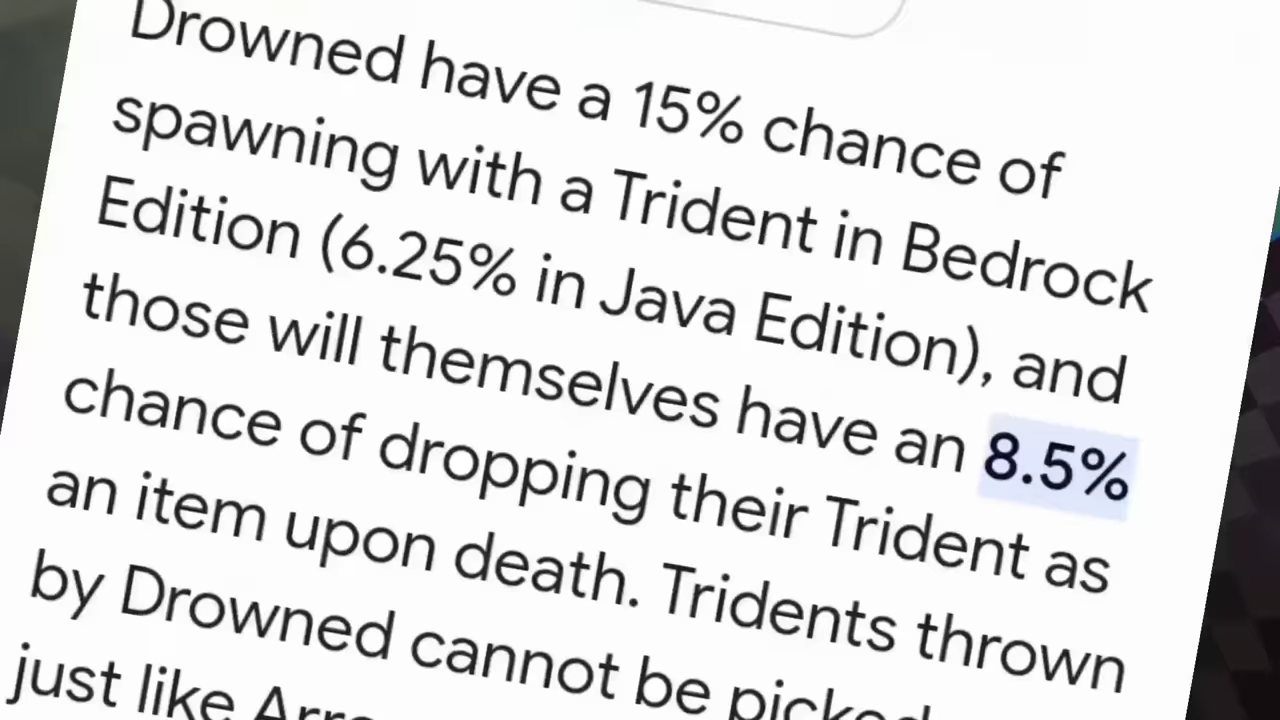 Drowned have a 15% chance of
spawning with a Trident in Bedrock
Edition (6.25% in Java Edition), and
those will themselves have an 8.5%
chance of dropping their Trident as
an item upon death. Tridents thrown
by Drowned cannot be
just like